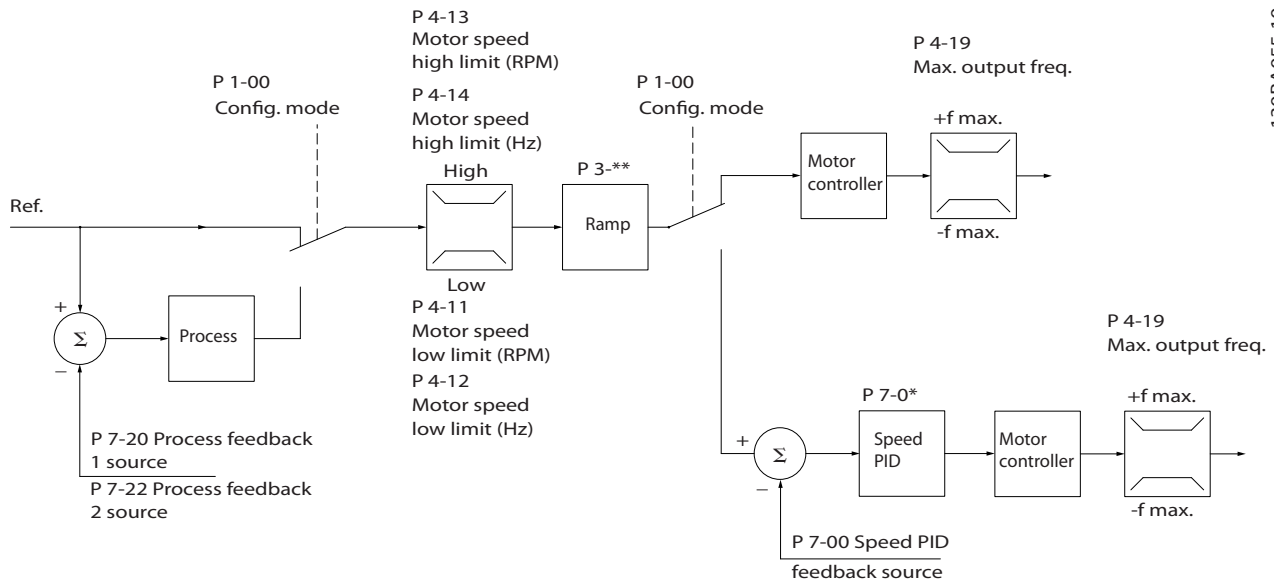 P 4-13
Motor speed
high limit (RPM)
P 4-14
Motor speed
high limit (Hz)
High
P 1-00
Config. mode
P 1-00
Config. mode
P 4-19
Max. output freq.
+f max.
-f max.
P 3-**
Ramp
Motor
controller
Ref.
Low
P 4-11
Motor speed
low limit (RPM)
P 4-12
Motor speed
low limit (Hz)
+
Σ
−
Process
P 7-20 Process feedback
1 source
P 7-22 Process feedback
2 source
P 4-19
Max. output freq.
+f max.
-f max.
P 7-0*
Speed
PID
Motor
controller
+
Σ
−
P 7-00 Speed PID
feedback source